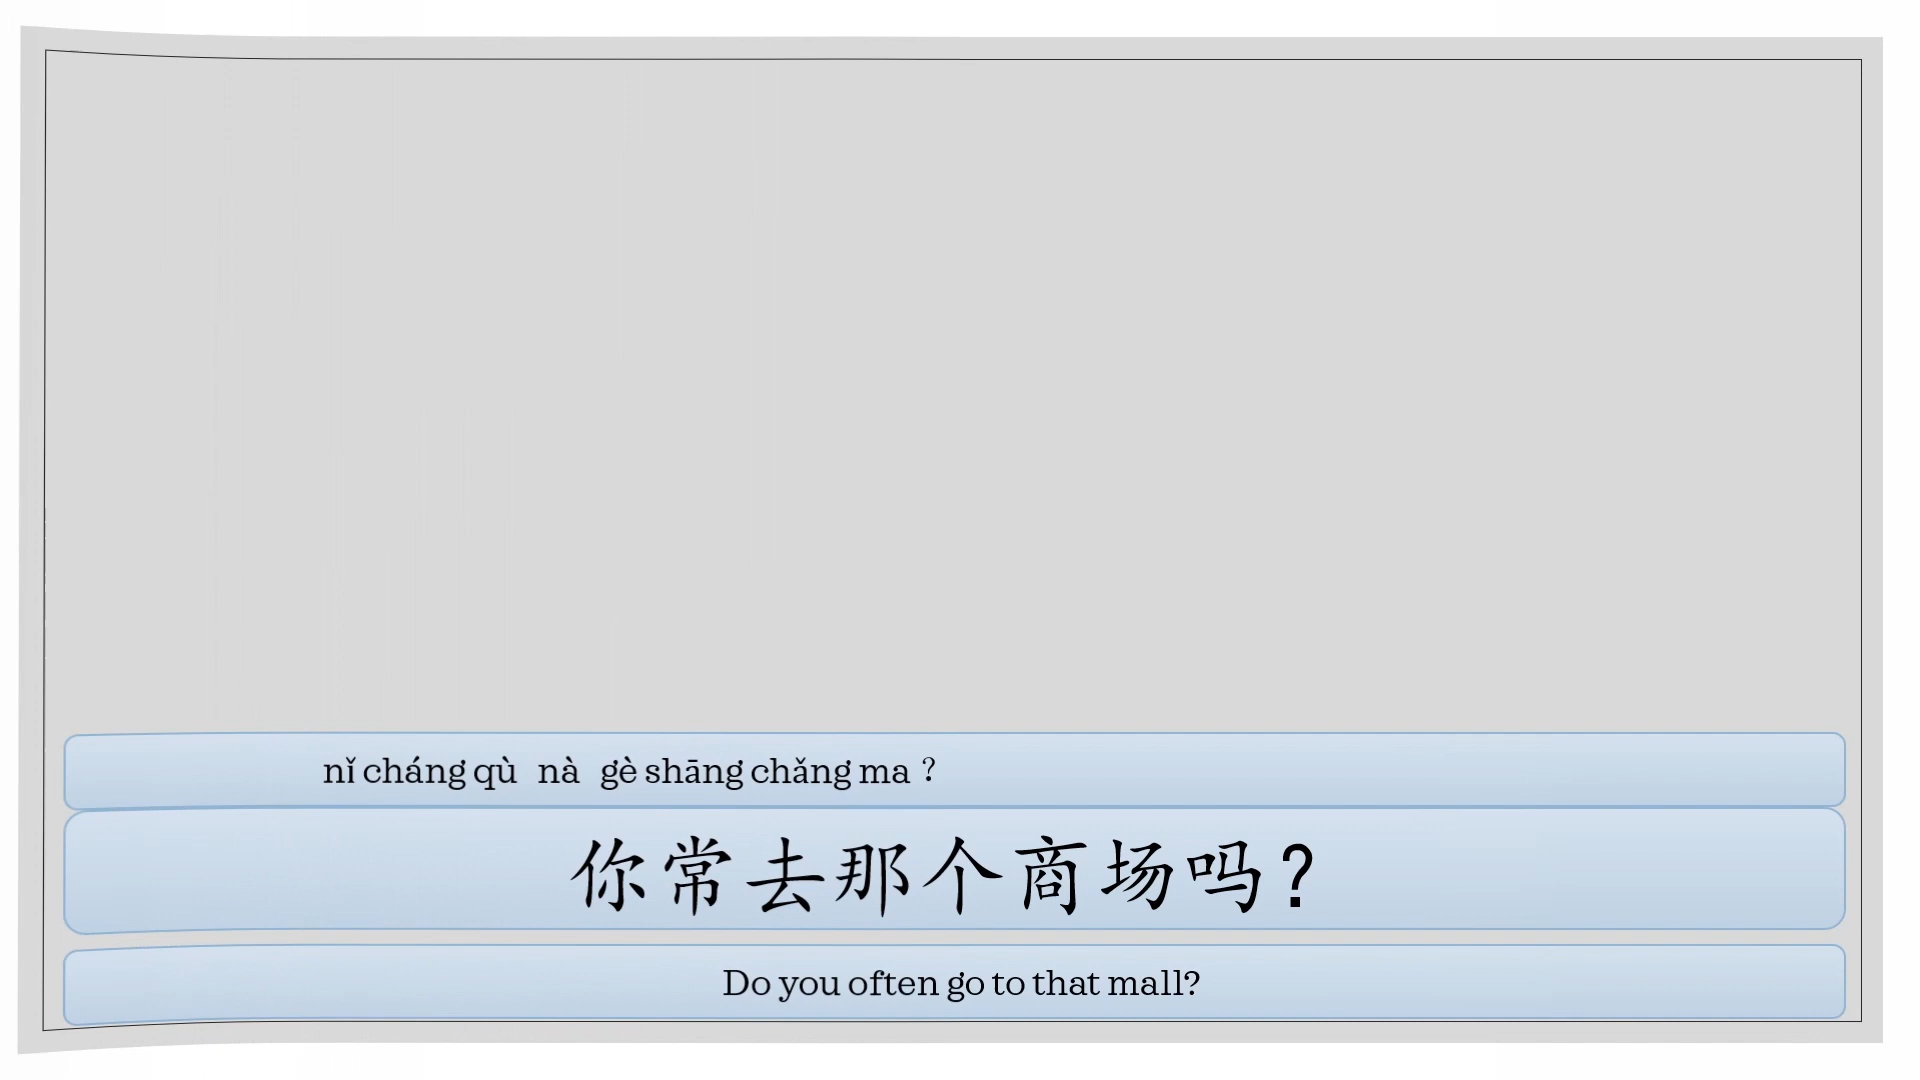 nǐ cháng qù nà gè shāng chǎng ma ？
你常去那个商场吗？
Do you often go to that mall?